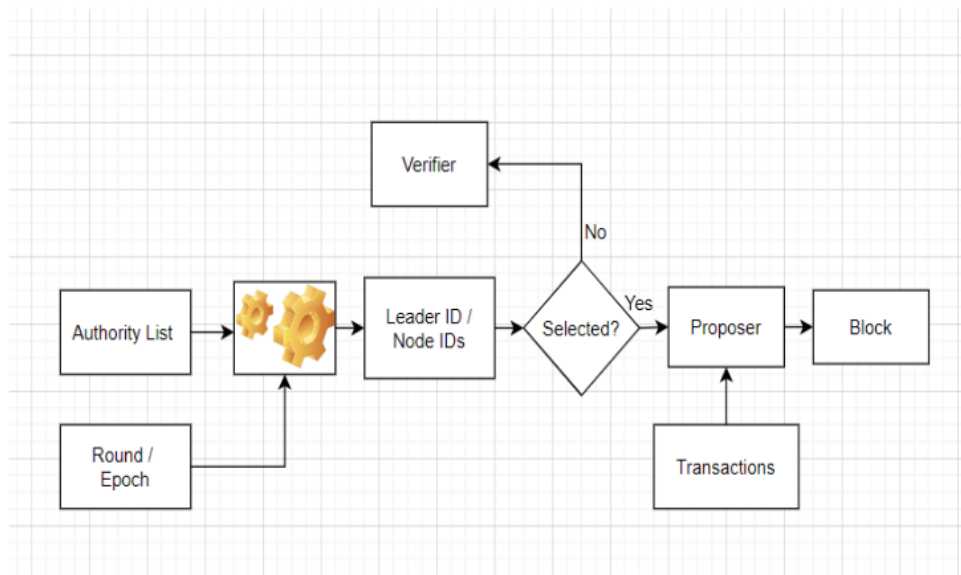 Verifier
No
Authority List
Leader ID /
Node IDs
Selected?
Yes
Proposer
Block
Round /
Epoch
Transactions